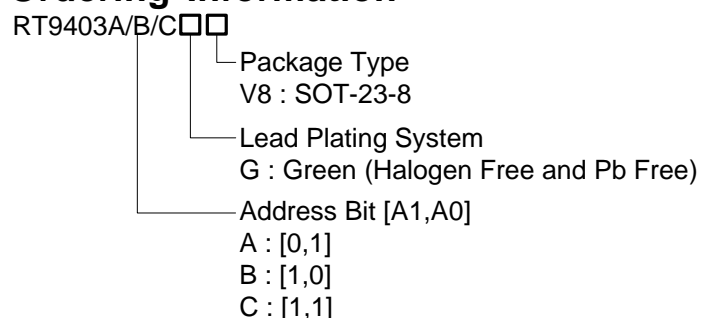 Ordering Information
RT9403A/B/C□□
Package Type
V8 : SOT-23-8
Lead Plating System
G : Green (Halogen Free and Pb Free)
Address Bit [A1,A0]
A : [0,1]
B : [1,0]
C : [1,1]